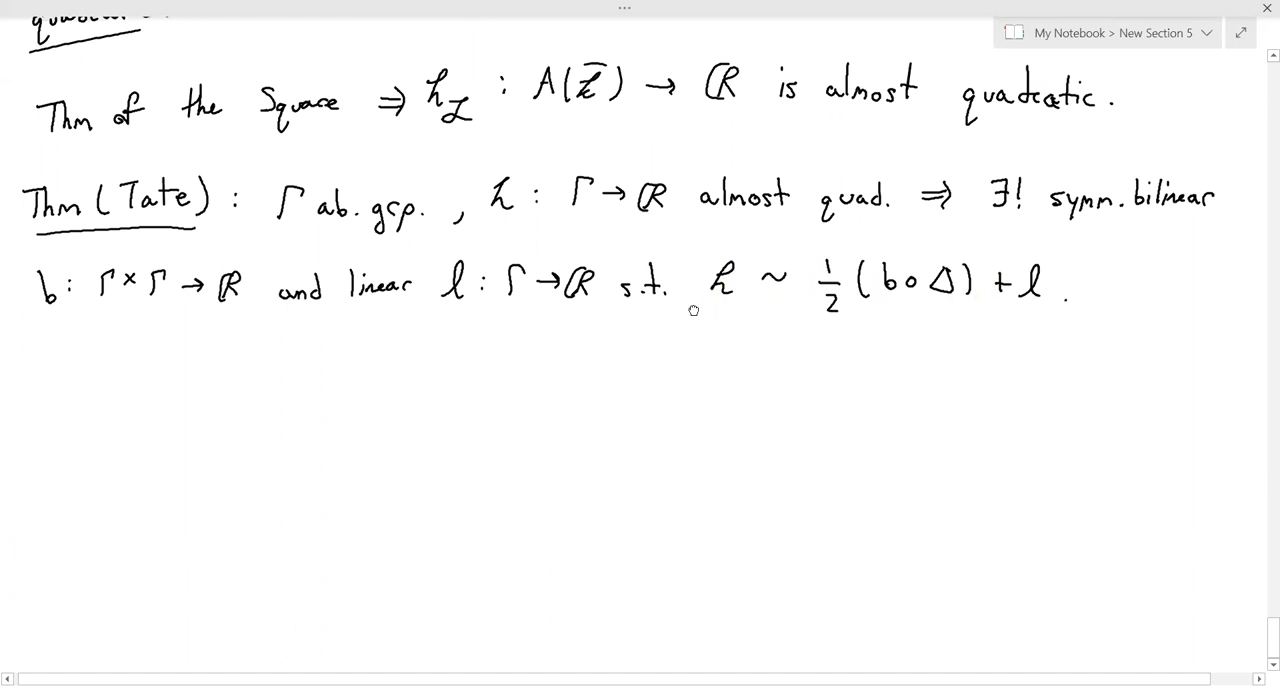 My Notebook > New Section 5
Thm of the Square ⇒ h_ℒ : A(k̄) → ℝ is almost quadratic.
Thm (Tate) : Γ ab. grp. , h : Γ → ℝ almost quad. ⇒ ∃! symm. bilinear
b : Γ × Γ → ℝ and linear l : Γ → ℝ s.t. h ~ 1/2 (b ∘ Δ) + l .